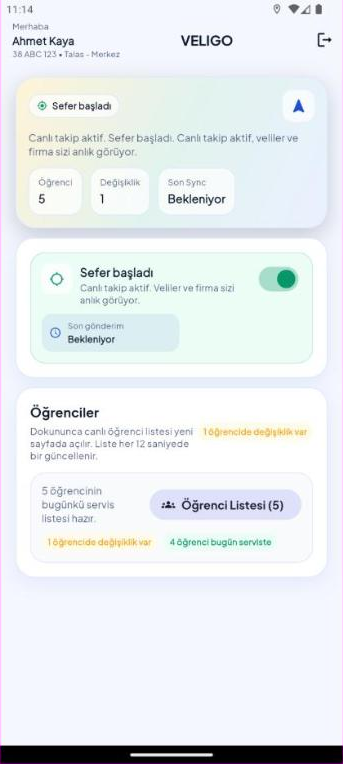 11:14
Merhaba
Ahmet Kaya
38 ABC 123 • Talas - Merkez
VELIGO
Sefer başladı
Canlı takip aktif. Sefer başladı. Canlı takip aktif, veliler ve
firma sizi anlık görüyor.
Öğrenci
5
Değişiklik
1
Son Sync
Bekleniyor
Sefer başladı
Canlı takip aktif. Veliler ve firma sizi
anlık görüyor.
Son gönderim
Bekleniyor
Öğrenciler
Dokununca canlı öğrenci listesi yeni
sayfada açılır. Liste her 12 saniyede
bir güncellenir.
1 öğrencide değişiklik var
5 öğrencinin
bugünkü servis
listesi hazır.
Öğrenci Listesi (5)
1 öğrencide değişiklik var
4 öğrenci bugün serviste